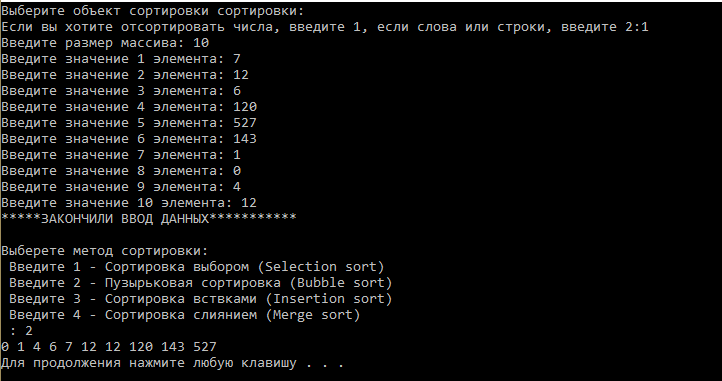 Выберите объект сортировки сортировки:
Если вы хотите отсортировать числа, введите 1, если слова или строки, введите 2:1
Введите размер массива: 10
Введите значение 1 элемента: 7
Введите значение 2 элемента: 12
Введите значение 3 элемента: 6
Введите значение 4 элемента: 120
Введите значение 5 элемента: 527
Введите значение 6 элемента: 143
Введите значение 7 элемента: 1
Введите значение 8 элемента: 0
Введите значение 9 элемента: 4
Введите значение 10 элемента: 12
*****ЗАКОНЧИЛИ ВВОД ДАННЫХ***********
Выберете метод сортировки:
Введите 1 - Сортировка выбором (Selection sort)
Введите 2 - Пузырьковая сортировка (Bubble sort)
Введите 3 - Сортировка вствками (Insertion sort)
Введите 4 - Сортировка слиянием (Merge sort)
: 2
0 1 4 6 7 12 12 120 143 527
Для продолжения нажмите любую клавишу . . .